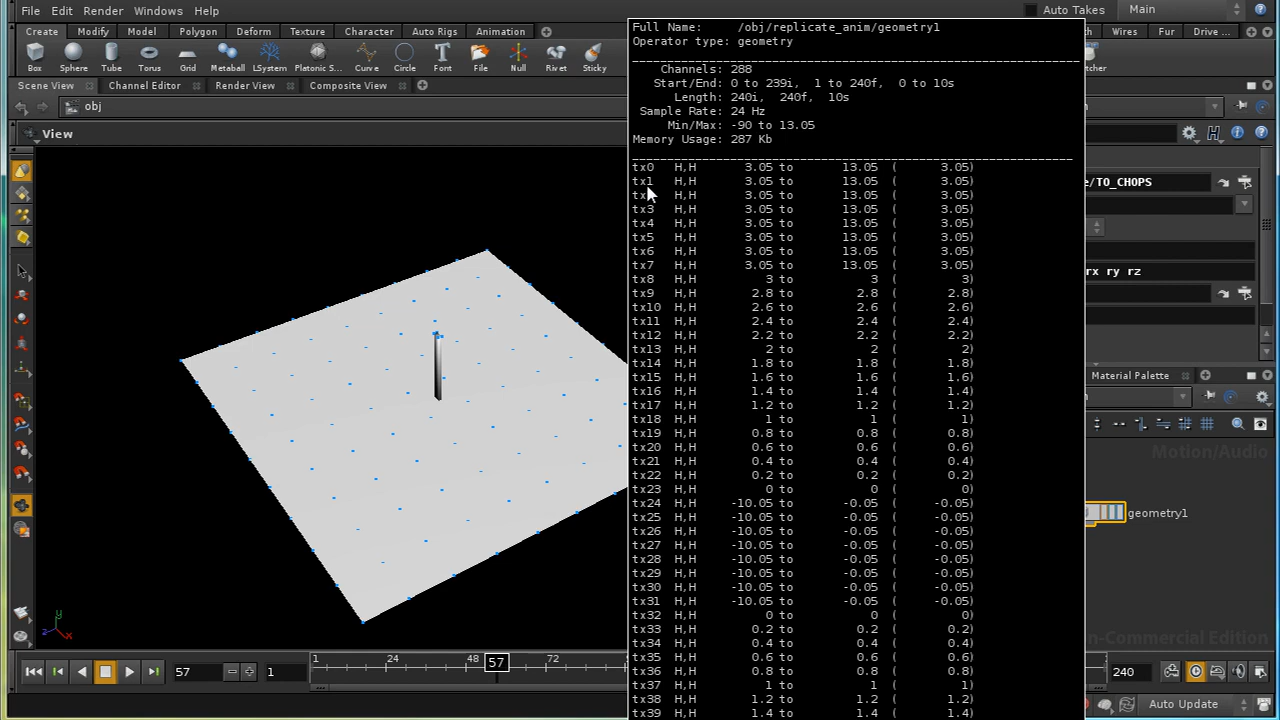 File Edit Render Windows Help
Auto Takes Main
Create Modify Model Polygon Deform Texture Character Auto Rigs Animation
Wires Fur Drive ...
Box Sphere Tube Torus Grid Metaball LSystem Platonic S... Curve Circle Font File Null Rivet Sticky
Scene View Channel Editor Render View Composite View
obj
View
Full Name: /obj/replicate_anim/geometry1
Operator type: geometry
Channels: 288
Start/End: 0 to 239i, 1 to 240f, 0 to 10s
Length: 240i, 240f, 10s
Sample Rate: 24 Hz
Min/Max: -90 to 13.05
Memory Usage: 287 Kb
tx0 H,H 3.05 to 13.05 ( 3.05)
tx1 H,H 3.05 to 13.05 ( 3.05)
H,H 3.05 to 13.05 ( 3.05)
tx3 H,H 3.05 to 13.05 ( 3.05)
tx4 H,H 3.05 to 13.05 ( 3.05)
tx5 H,H 3.05 to 13.05 ( 3.05)
tx6 H,H 3.05 to 13.05 ( 3.05)
tx7 H,H 3.05 to 13.05 ( 3.05)
tx8 H,H 3 to 3 ( 3)
tx9 H,H 2.8 to 2.8 ( 2.8)
tx10 H,H 2.6 to 2.6 ( 2.6)
tx11 H,H 2.4 to 2.4 ( 2.4)
tx12 H,H 2.2 to 2.2 ( 2.2)
tx13 H,H 2 to 2 ( 2)
tx14 H,H 1.8 to 1.8 ( 1.8)
tx15 H,H 1.6 to 1.6 ( 1.6)
tx16 H,H 1.4 to 1.4 ( 1.4)
tx17 H,H 1.2 to 1.2 ( 1.2)
tx18 H,H 1 to 1 ( 1)
tx19 H,H 0.8 to 0.8 ( 0.8)
tx20 H,H 0.6 to 0.6 ( 0.6)
tx21 H,H 0.4 to 0.4 ( 0.4)
tx22 H,H 0.2 to 0.2 ( 0.2)
tx23 H,H 0 to 0 ( 0)
tx24 H,H -10.05 to -0.05 ( -0.05)
tx25 H,H -10.05 to -0.05 ( -0.05)
tx26 H,H -10.05 to -0.05 ( -0.05)
tx27 H,H -10.05 to -0.05 ( -0.05)
tx28 H,H -10.05 to -0.05 ( -0.05)
tx29 H,H -10.05 to -0.05 ( -0.05)
tx30 H,H -10.05 to -0.05 ( -0.05)
tx31 H,H -10.05 to -0.05 ( -0.05)
tx32 H,H 0 to 0 ( 0)
tx33 H,H 0.2 to 0.2 ( 0.2)
tx34 H,H 0.4 to 0.4 ( 0.4)
tx35 H,H 0.6 to 0.6 ( 0.6)
tx36 H,H 0.8 to 0.8 ( 0.8)
tx37 H,H 1 to 1 ( 1)
tx38 H,H 1.2 to 1.2 ( 1.2)
tx39 H,H 1.4 to 1.4 ( 1.4)
e/TO_CHOPS
rx ry rz
Material Palette
Motion/Audio
geometry1
n-Commercial Edition
y
z x
57 1 1 24 48 57 72 240
Auto Update